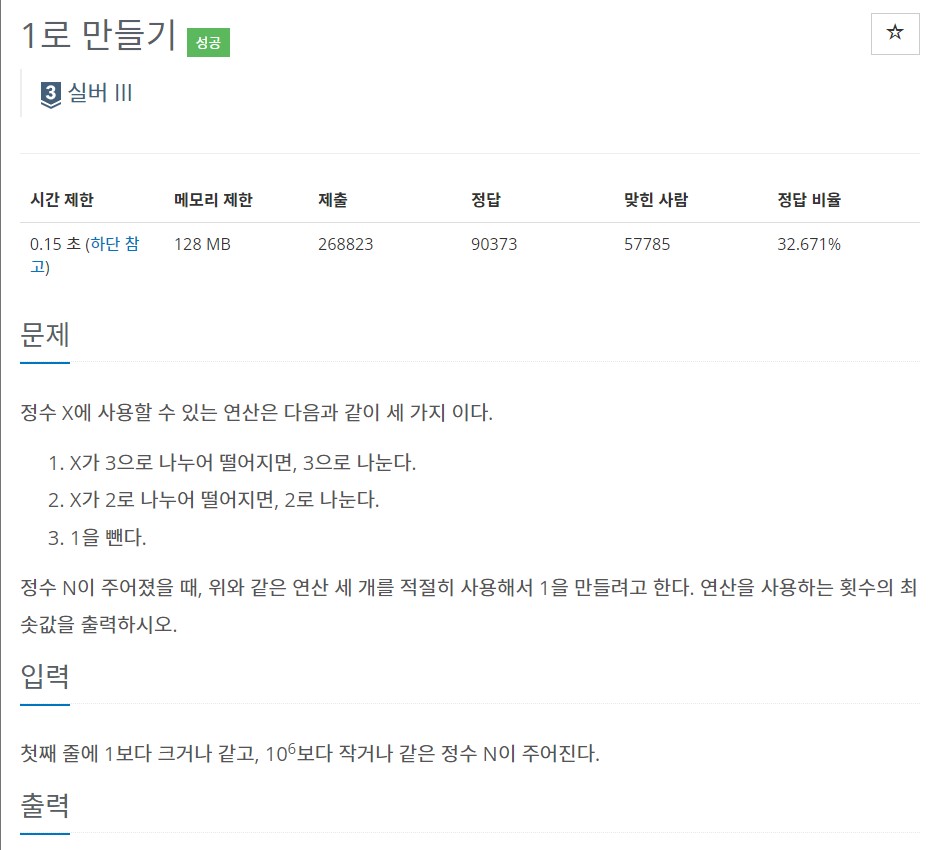 1로 만들기 성공
☆
3 실버 III
시간 제한 메모리 제한 제출 정답 맞힌 사람 정답 비율
0.15 초 (하단 참
고) 128 MB 268823 90373 57785 32.671%
문제
정수 X에 사용할 수 있는 연산은 다음과 같이 세 가지 이다.
1. X가 3으로 나누어 떨어지면, 3으로 나눈다.
2. X가 2로 나누어 떨어지면, 2로 나눈다.
3. 1을 뺀다.
정수 N이 주어졌을 때, 위와 같은 연산 세 개를 적절히 사용해서 1을 만들려고 한다. 연산을 사용하는 횟수의 최
솟값을 출력하시오.
입력
첫째 줄에 1보다 크거나 같고, 10⁶보다 작거나 같은 정수 N이 주어진다.
출력